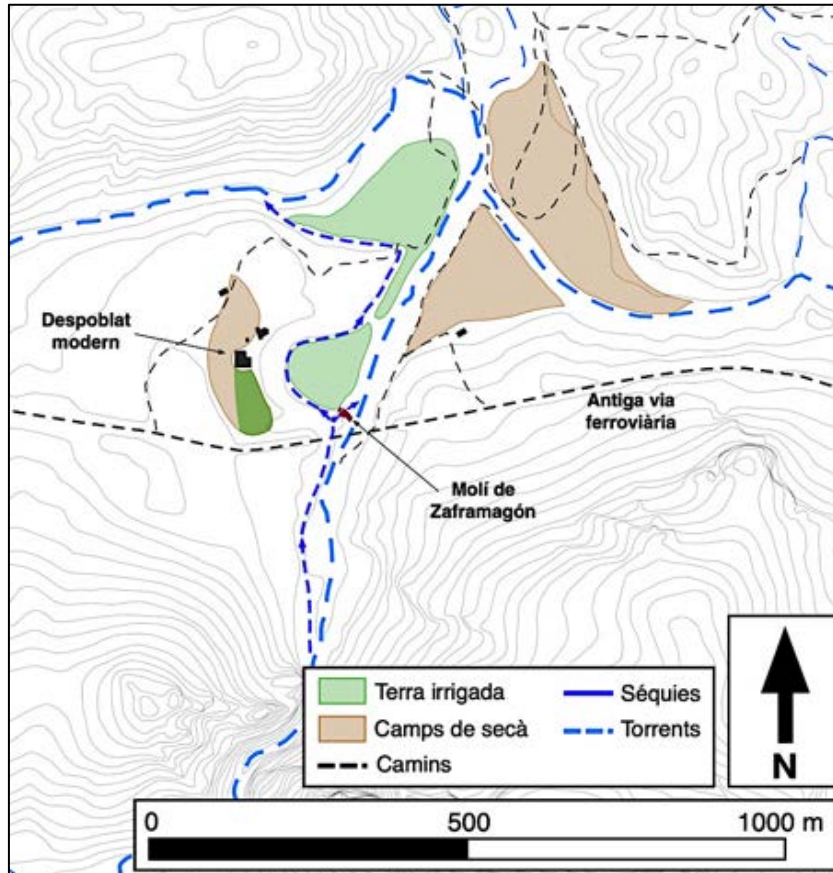 Despoblat
modern
Antiga via
ferroviària
Molí de
Zaframagón
Terra irrigada
Séquies
Camps de secà
Torrents
Camins
N
0 500 1000 m